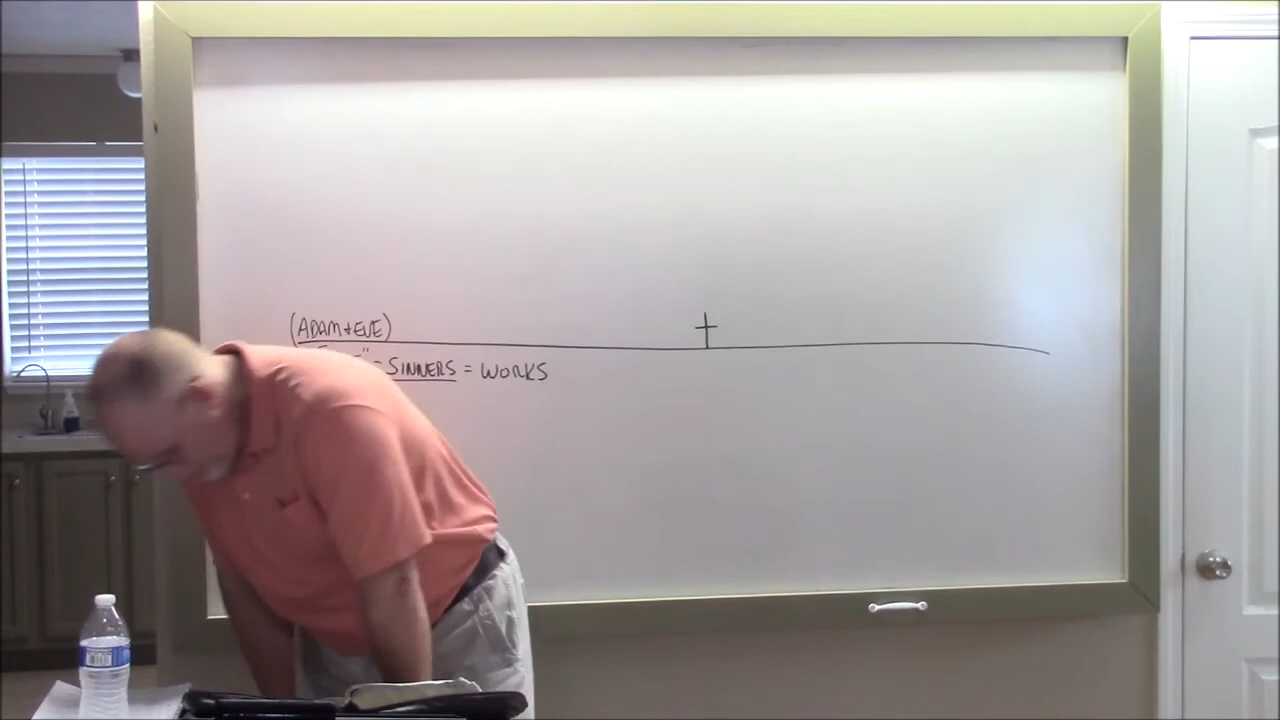 (ADAM + EVE)
= SINNERS = WORKS